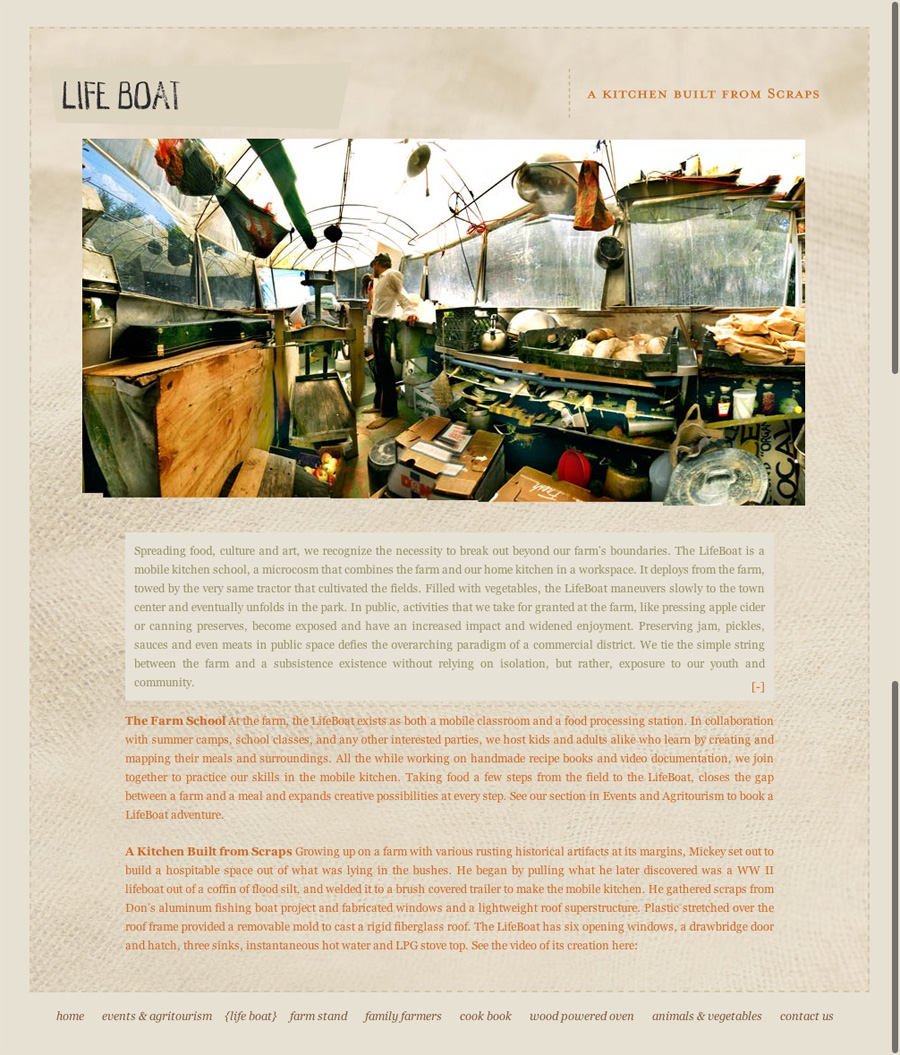 LIFE BOAT
A KITCHEN BUILT FROM SCRAPS
Spreading food, culture and art, we recognize the necessity to break out beyond our farm's boundaries. The LifeBoat is a
mobile kitchen school, a microcosm that combines the farm and our home kitchen in a workspace. It deploys from the farm,
towed by the very same tractor that cultivated the fields. Filled with vegetables, the LifeBoat maneuvers slowly to the town
center and eventually unfolds in the park. In public, activities that we take for granted at the farm, like pressing apple cider
or canning preserves, become exposed and have an increased impact and widened enjoyment. Preserving jam, pickles,
sauces and even meats in public space defies the overarching paradigm of a commercial district. We tie the simple string
between the farm and a subsistence existence without relying on isolation, but rather, exposure to our youth and
community.
[-]
The Farm School At the farm, the LifeBoat exists as both a mobile classroom and a food processing station. In collaboration
with summer camps, school classes, and any other interested parties, we host kids and adults alike who learn by creating and
mapping their meals and surroundings. All the while working on handmade recipe books and video documentation, we join
together to practice our skills in the mobile kitchen. Taking food a few steps from the field to the LifeBoat, closes the gap
between a farm and a meal and expands creative possibilities at every step. See our section in Events and Agritourism to book a
LifeBoat adventure.
A Kitchen Built from Scraps Growing up on a farm with various rusting historical artifacts at its margins, Mickey set out to
build a hospitable space out of what was lying in the bushes. He began by pulling what he later discovered was a WW II
lifeboat out of a coffin of flood silt, and welded it to a brush covered trailer to make the mobile kitchen. He gathered scraps from
Don's aluminum fishing boat project and fabricated windows and a lightweight roof superstructure. Plastic stretched over the
roof frame provided a removable mold to cast a rigid fiberglass roof. The LifeBoat has six opening windows, a drawbridge door
and hatch, three sinks, instantaneous hot water and LPG stove top. See the video of its creation here:
home events & agritourism {life boat} farm stand family farmers cook book wood powered oven animals & vegetables contact us